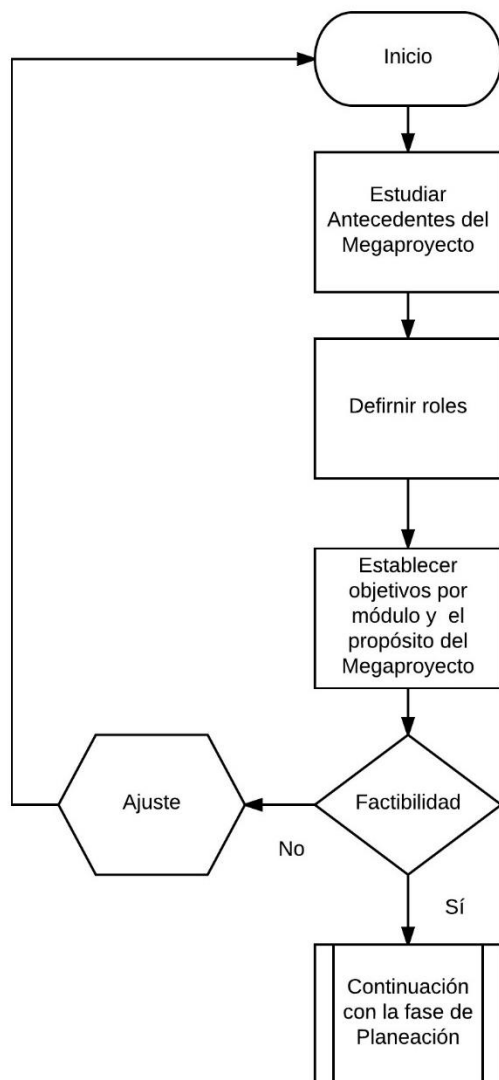 Inicio
Estudiar
Antecedentes del
Megaproyecto
Defirnir roles
Establecer
objetivos por
módulo y el
propósito del
Megaproyecto
Factibilidad
Ajuste
No
Sí
Continuación
con la fase de
Planeación